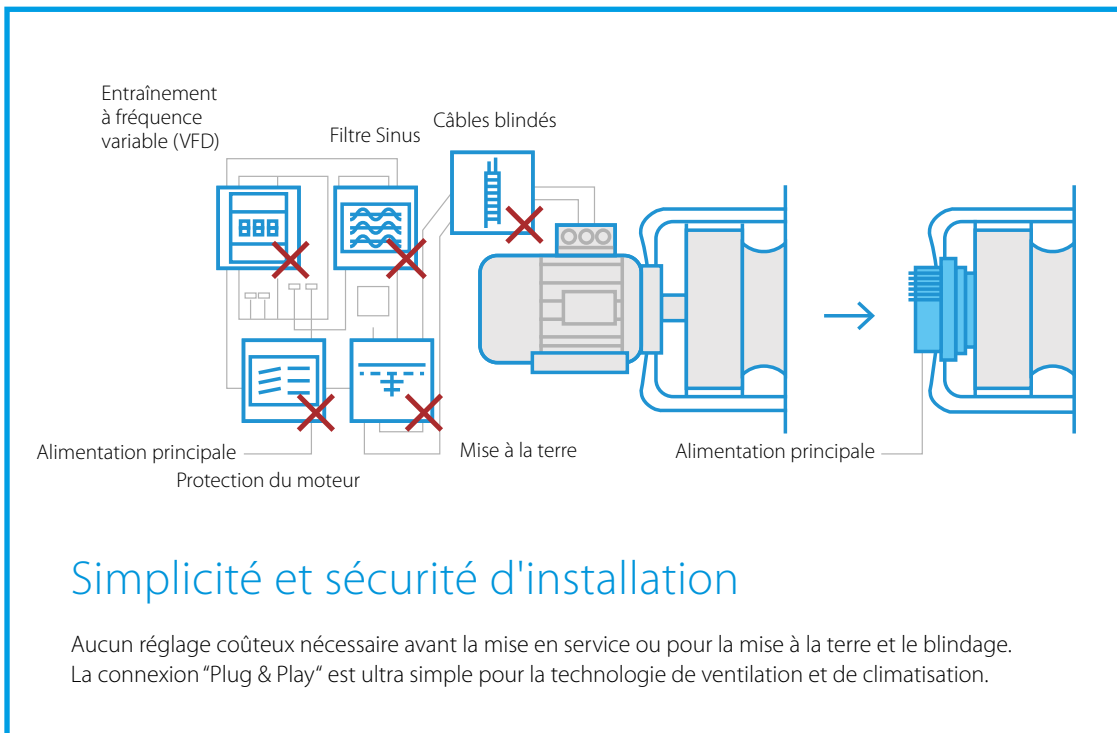 Entraînement
à fréquence
variable (VFD)
Filtre Sinus
Câbles blindés
Alimentation principale
Protection du moteur
Mise à la terre
Alimentation principale
Simplicité et sécurité d'installation
Aucun réglage coûteux nécessaire avant la mise en service ou pour la mise à la terre et le blindage.
La connexion “Plug & Play“ est ultra simple pour la technologie de ventilation et de climatisation.